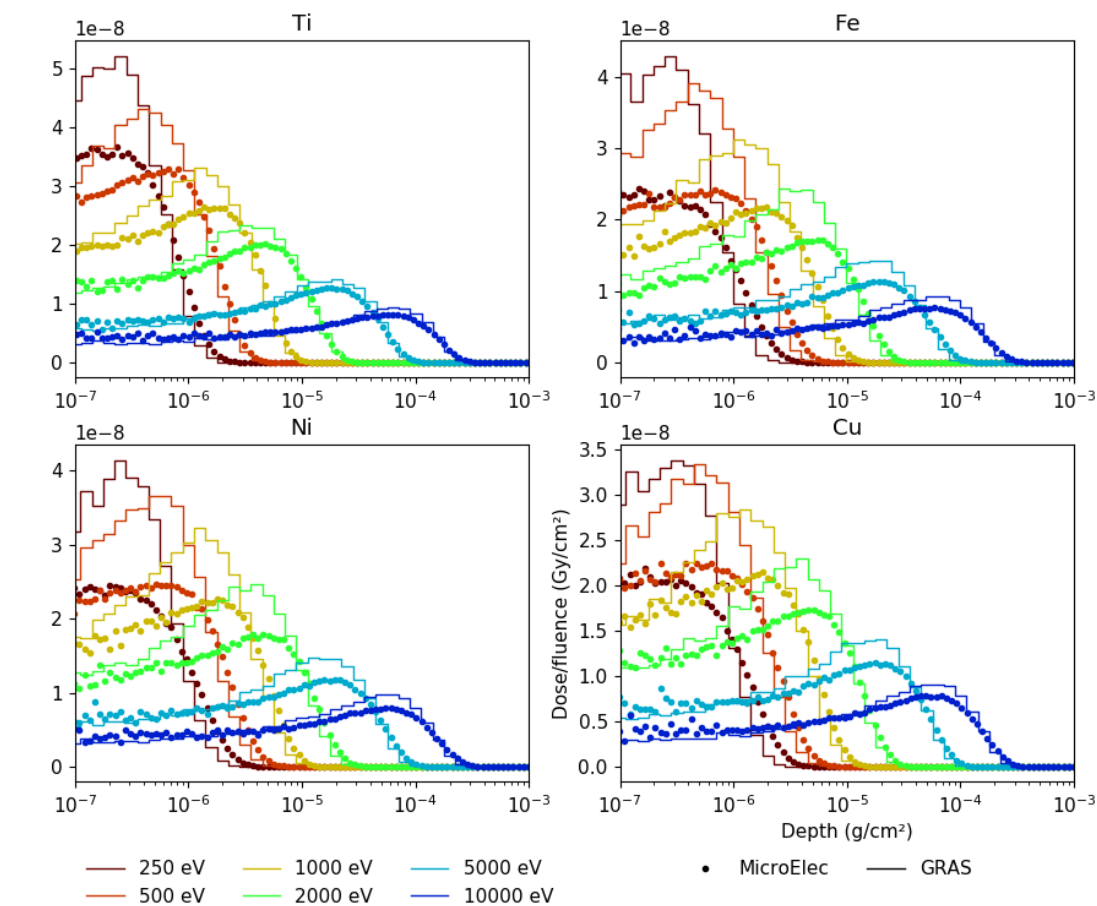 Ti
Fe
1e−8
1e−8
5
4
3
2
1
0
4
3
2
1
0
10⁻⁷ 10⁻⁶ 10⁻⁵ 10⁻⁴ 10⁻³
10⁻⁷ 10⁻⁶ 10⁻⁵ 10⁻⁴ 10⁻³
Ni
Cu
1e−8
1e−8
4
3
2
1
0
Dose/fluence (Gy/cm²)
3.5
3.0
2.5
2.0
1.5
1.0
0.5
0.0
10⁻⁷ 10⁻⁶ 10⁻⁵ 10⁻⁴ 10⁻³
10⁻⁷ 10⁻⁶ 10⁻⁵ 10⁻⁴ 10⁻³
Depth (g/cm²)
250 eV 1000 eV 5000 eV MicroElec GRAS
500 eV 2000 eV 10000 eV